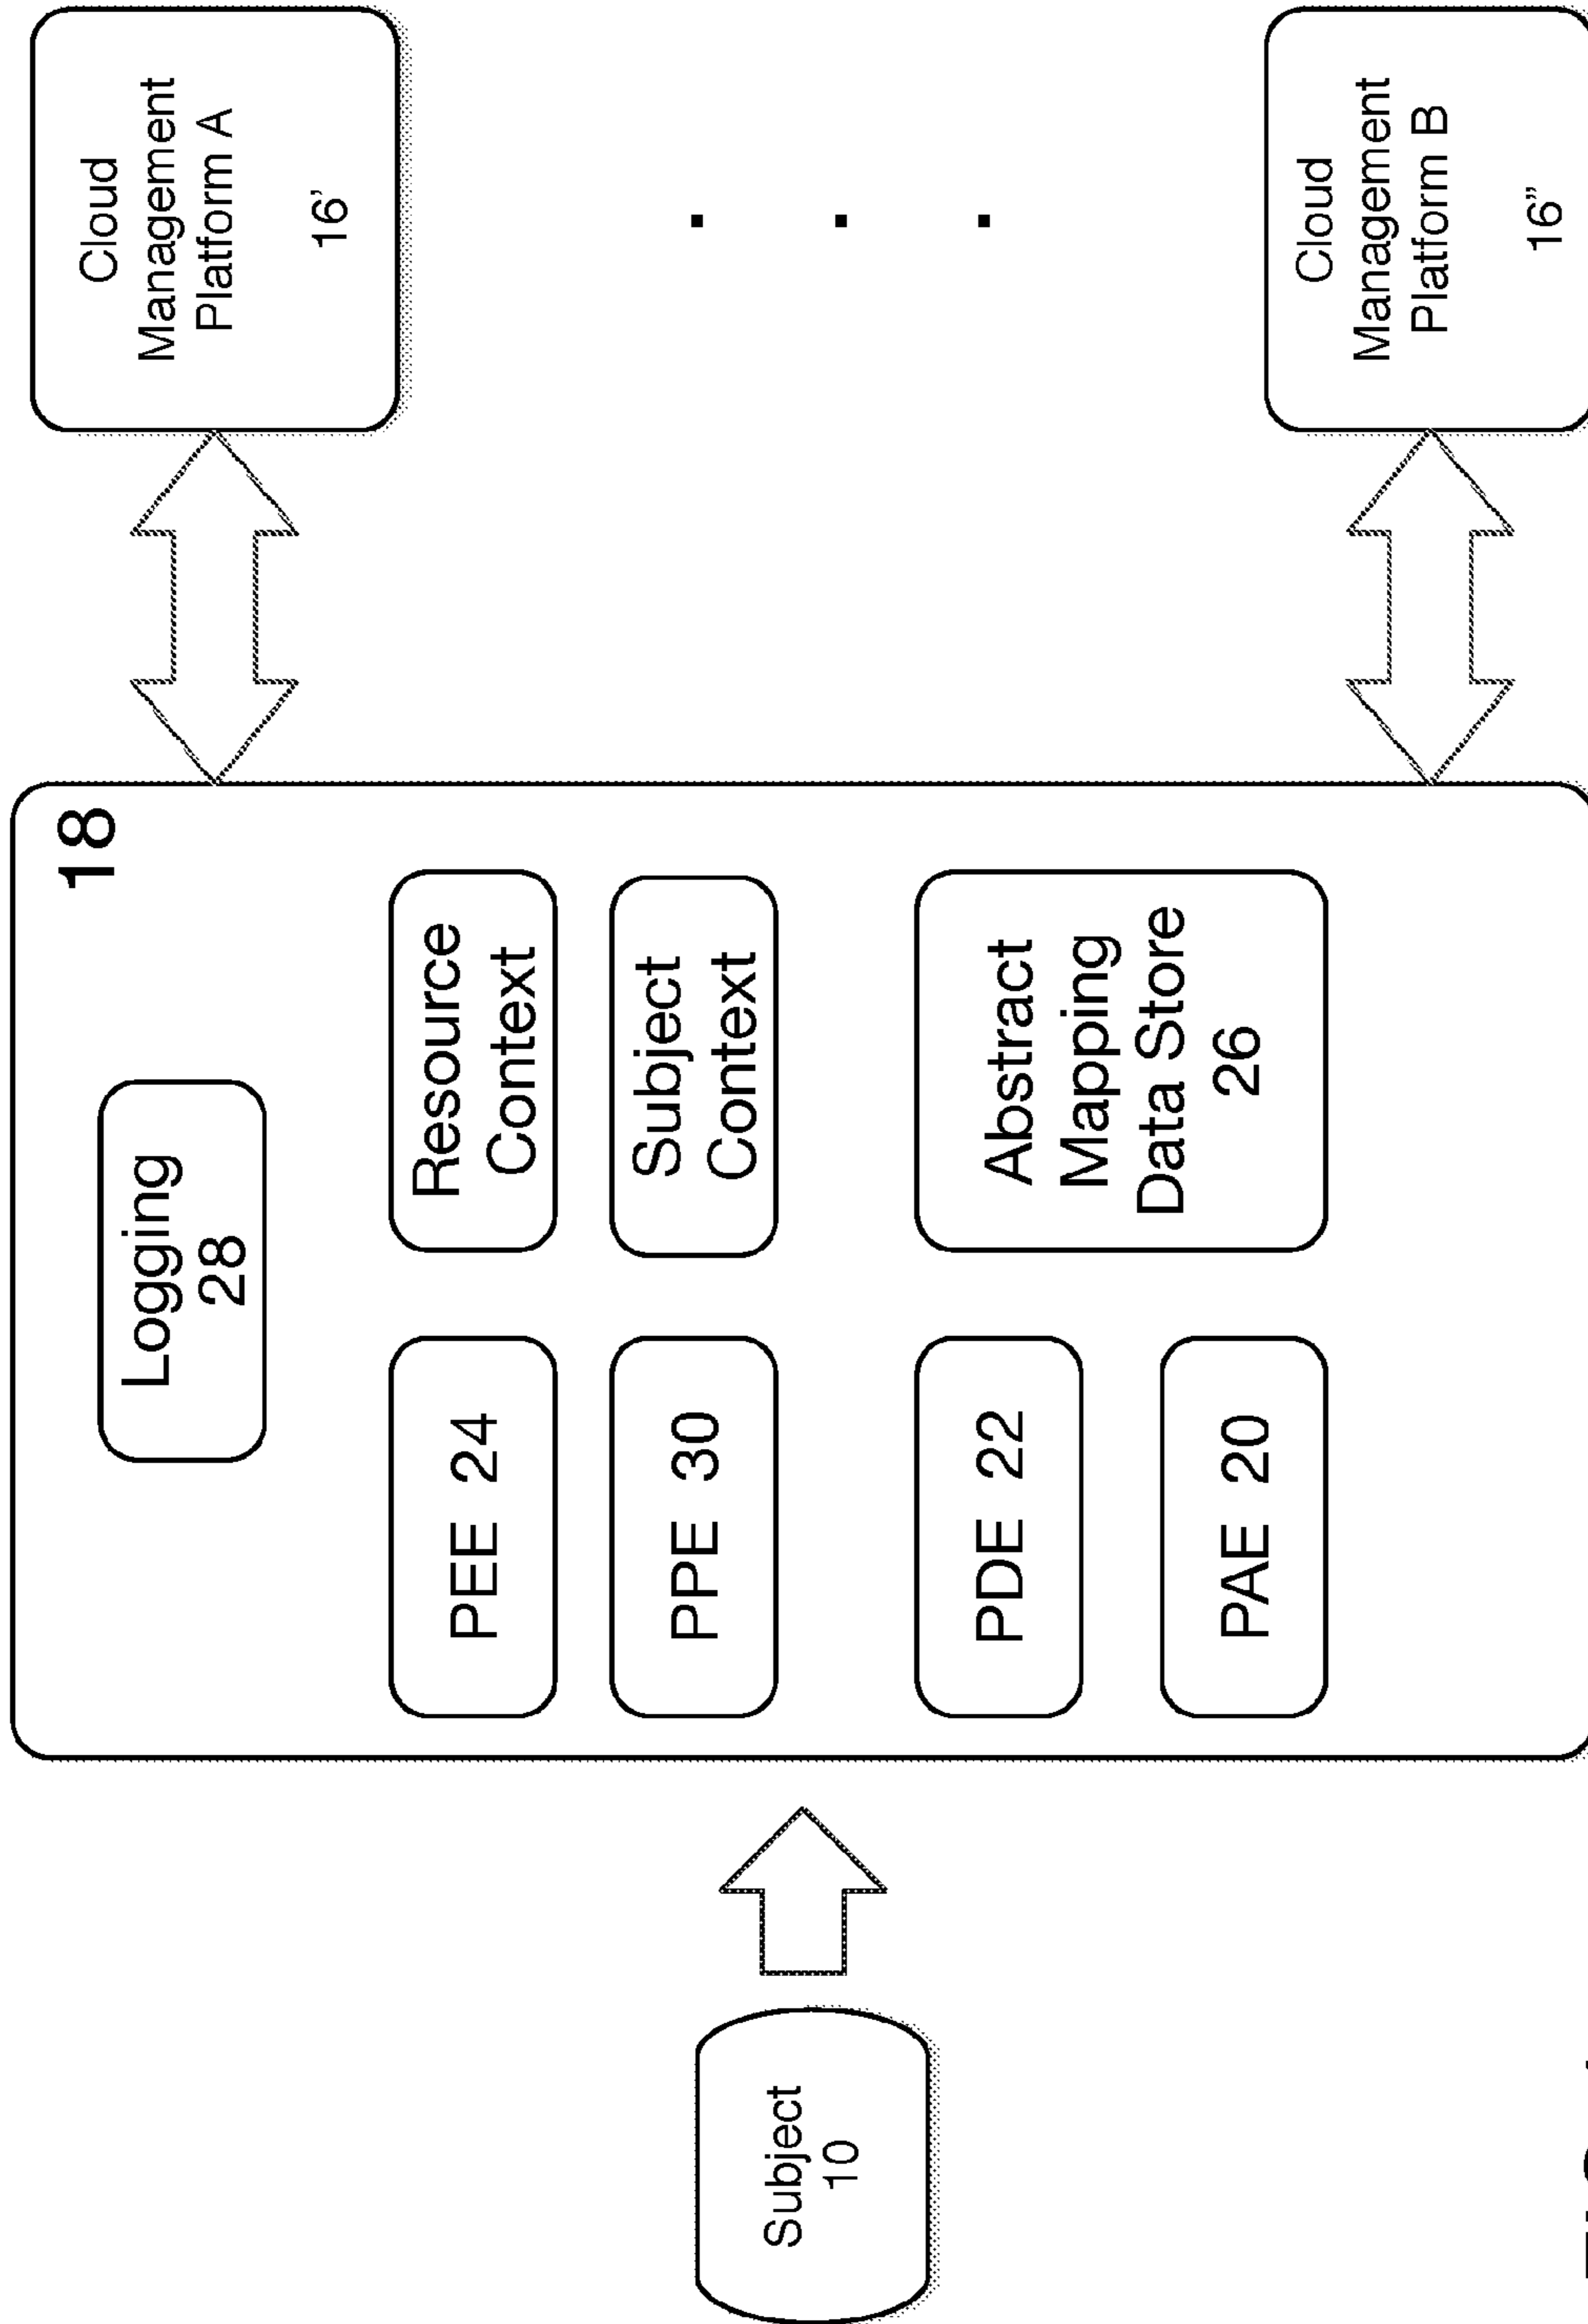 Subject
10
18
Logging
28
PEE 24
Resource
Context
PPE 30
Subject
Context
PDE 22
PAE 20
Abstract
Mapping
Data Store
26
Cloud
Management
Platform A
16'
Cloud
Management
Platform B
16"